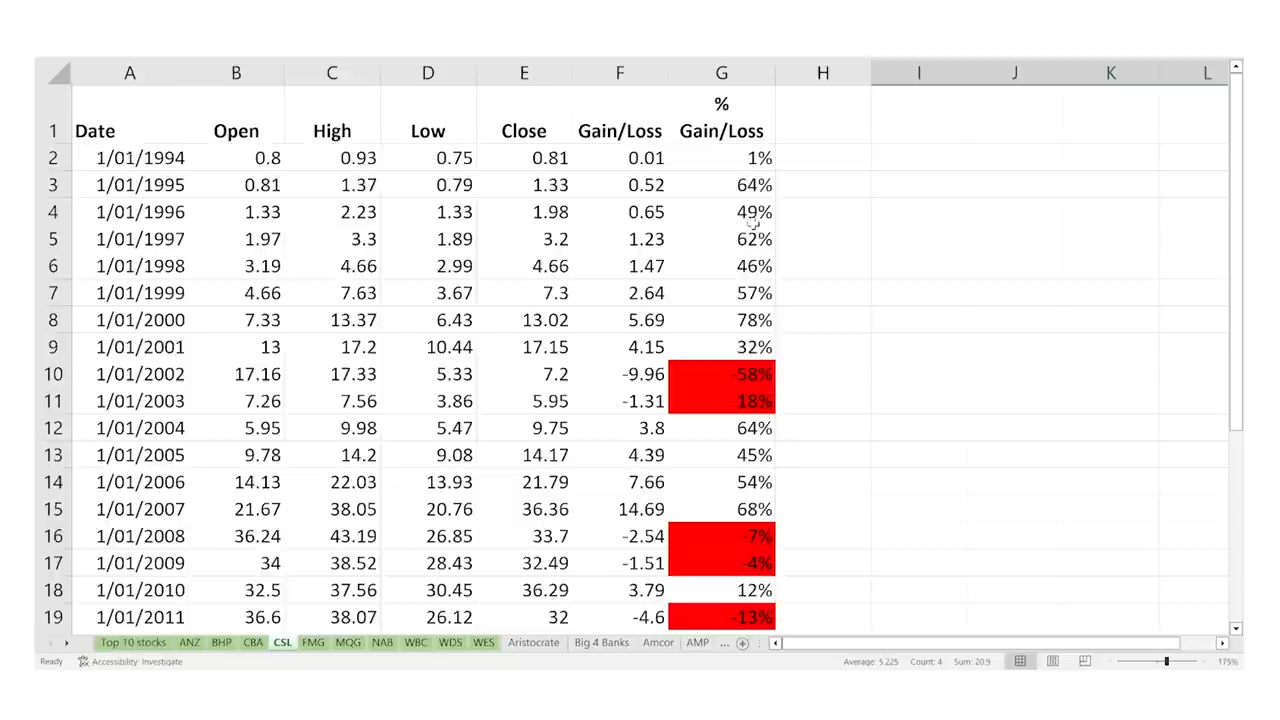 A B C D E F G H I J K L
%
1 Date Open High Low Close Gain/Loss Gain/Loss
2 1/01/1994 0.8 0.93 0.75 0.81 0.01 1%
3 1/01/1995 0.81 1.37 0.79 1.33 0.52 64%
4 1/01/1996 1.33 2.23 1.33 1.98 0.65 49%
5 1/01/1997 1.97 3.3 1.89 3.2 1.23 62%
6 1/01/1998 3.19 4.66 2.99 4.66 1.47 46%
7 1/01/1999 4.66 7.63 3.67 7.3 2.64 57%
8 1/01/2000 7.33 13.37 6.43 13.02 5.69 78%
9 1/01/2001 13 17.2 10.44 17.15 4.15 32%
10 1/01/2002 17.16 17.33 5.33 7.2 -9.96 -58%
11 1/01/2003 7.26 7.56 3.86 5.95 -1.31 -18%
12 1/01/2004 5.95 9.98 5.47 9.75 3.8 64%
13 1/01/2005 9.78 14.2 9.08 14.17 4.39 45%
14 1/01/2006 14.13 22.03 13.93 21.79 7.66 54%
15 1/01/2007 21.67 38.05 20.76 36.36 14.69 68%
16 1/01/2008 36.24 43.19 26.85 33.7 -2.54 -7%
17 1/01/2009 34 38.52 28.43 32.49 -1.51 -4%
18 1/01/2010 32.5 37.56 30.45 36.29 3.79 12%
19 1/01/2011 36.6 38.07 26.12 32 -4.6 -13%
Top 10 stocks ANZ BHP CBA CSL FMG MQG NAB WBC WDS WES Aristocrate Big 4 Banks Amcor AMP ...
Ready Accessibility: Investigate Average: 5.225 Count: 4 Sum: 20.9 175%